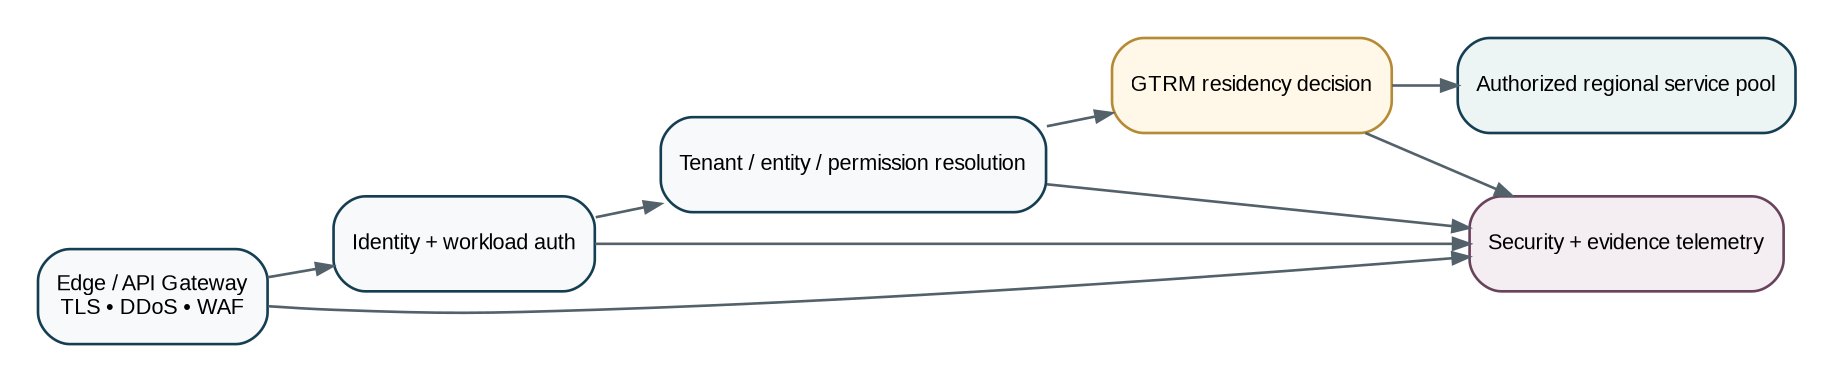 Edge / API Gateway
TLS • DDoS • WAF
Identity + workload auth
Tenant / entity / permission resolution
GTRM residency decision
Authorized regional service pool
Security + evidence telemetry